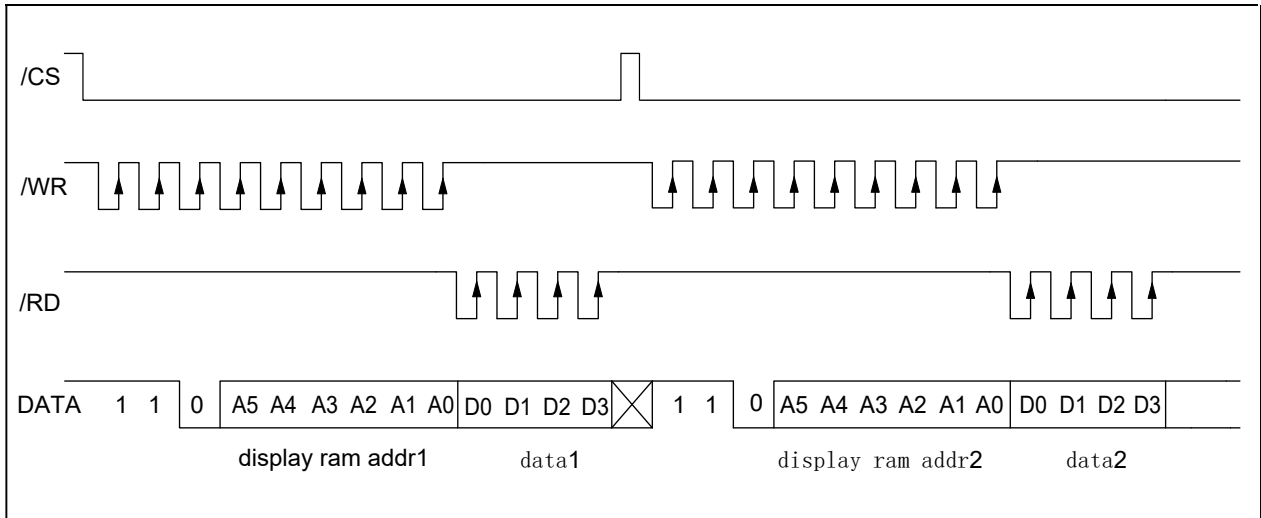 /CS
/WR
/RD
DATA 1 1 0 A5 A4 A3 A2 A1 A0 D0 D1 D2 D3 1 1 0 A5 A4 A3 A2 A1 A0 D0 D1 D2 D3
display ram addr1 data1 display ram addr2 data2